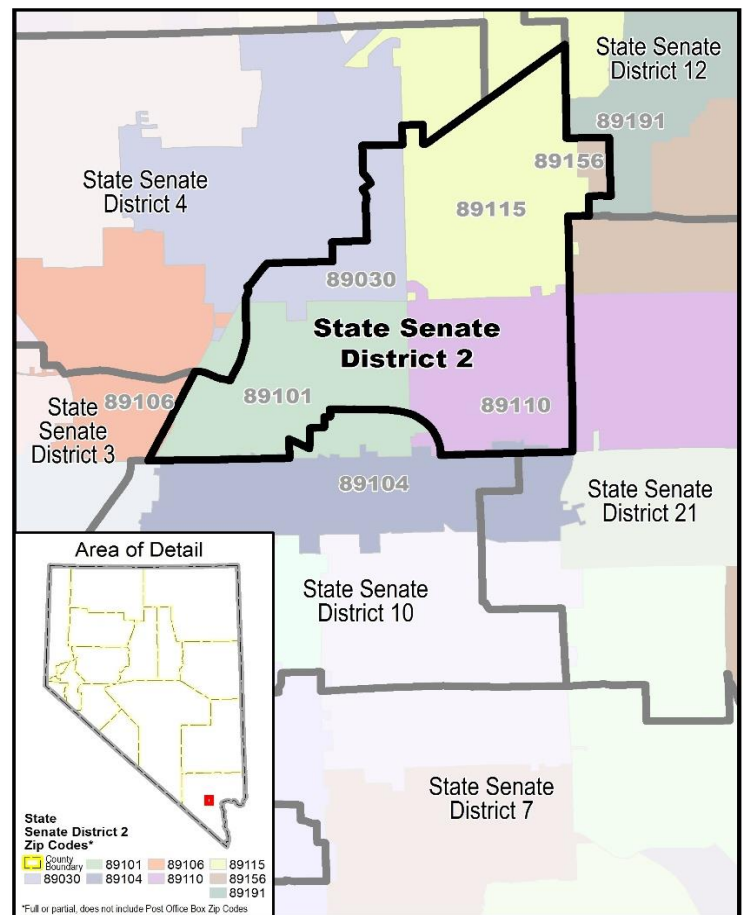 State Senate
District 12
89191
89156
State Senate
District 4
89115
89030
State Senate
District 2
89106
89101
89110
State
Senate
District 3
89104
State Senate
District 21
State Senate
District 10
State Senate
District 7
Area of Detail
State
Senate District 2
Zip Codes*
County
Boundary
89101
89106
89115
89030
89104
89110
89156
89191
*Full or partial, does not include Post Office Box Zip Codes